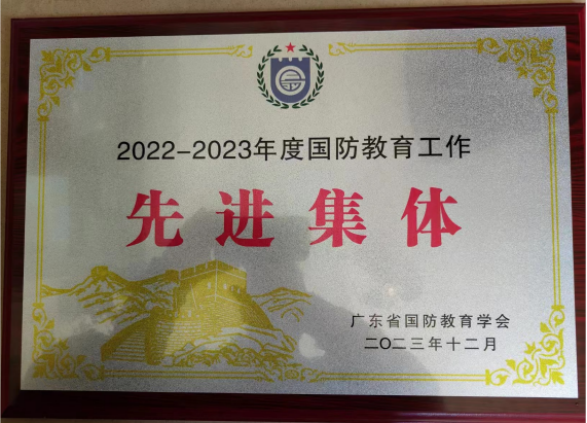 2022-2023年度国防教育工作
先进集体
广东省国防教育学会
二〇二三年十二月